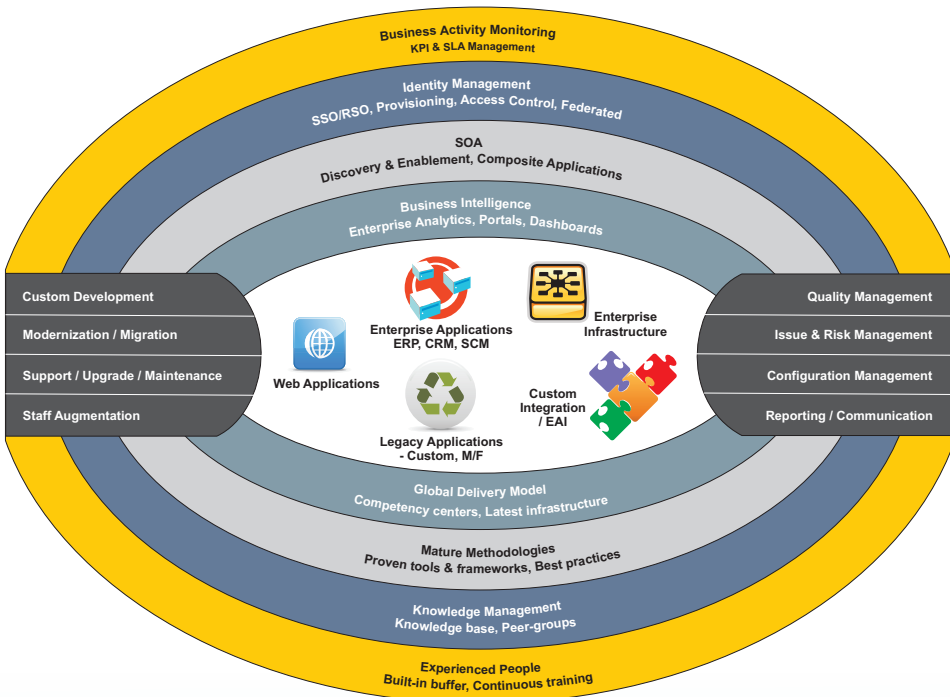 Business Activity Monitoring
KPI & SLA Management
Identity Management
SSO/RSO, Provisioning, Access Control, Federated
SOA
Discovery & Enablement, Composite Applications
Business Intelligence
Enterprise Analytics, Portals, Dashboards
Custom Development
Modernization / Migration
Support / Upgrade / Maintenance
Staff Augmentation
Web Applications
Enterprise Applications
ERP, CRM, SCM
Enterprise
Infrastructure
Legacy Applications
- Custom, M/F
Custom
Integration
/ EAI
Quality Management
Issue & Risk Management
Configuration Management
Reporting / Communication
Global Delivery Model
Competency centers, Latest infrastructure
Mature Methodologies
Proven tools & frameworks, Best practices
Knowledge Management
Knowledge base, Peer-groups
Experienced People
Built-in buffer, Continuous training